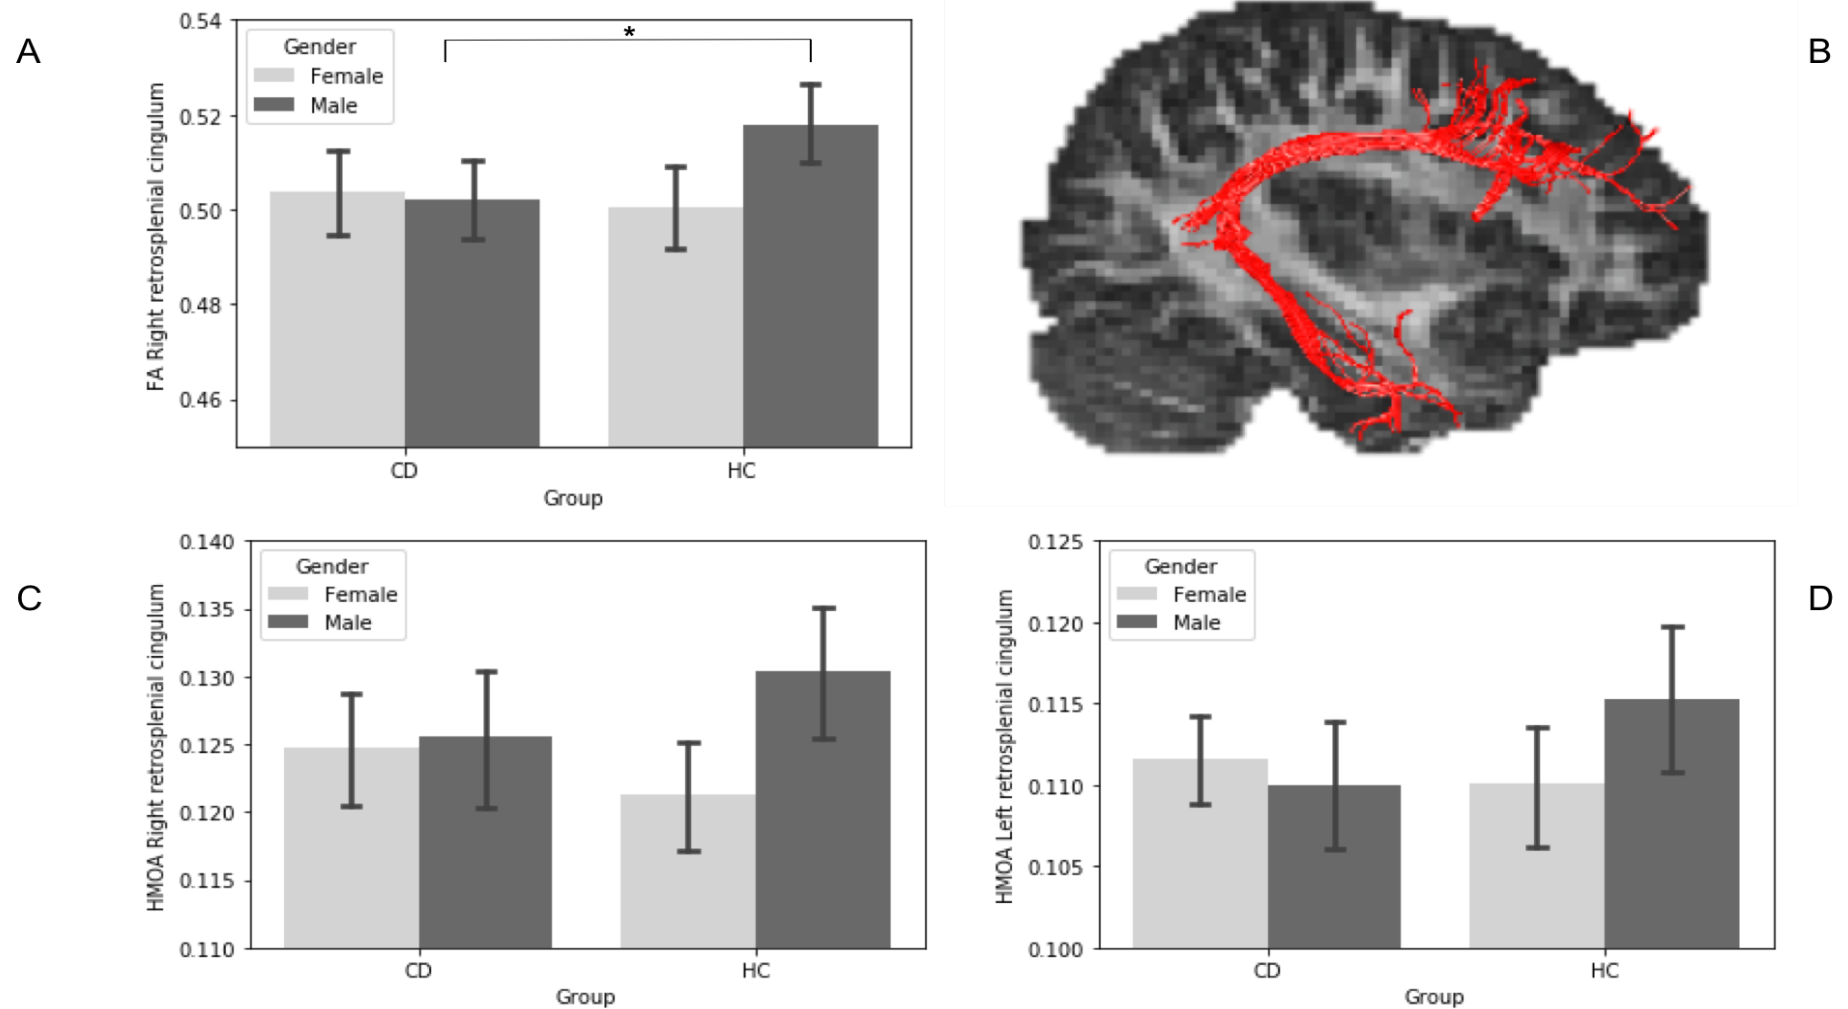 A
0.54
0.52
0.50
0.48
0.46
FA Right retrosplenial cingulum
Gender
Female
Male
*
CD
HC
Group
B
C
0.140
0.135
0.130
0.125
0.120
0.115
0.110
HMOA Right retrosplenial cingulum
Gender
Female
Male
CD
HC
Group
D
0.125
0.120
0.115
0.110
0.105
0.100
HMOA Left retrosplenial cingulum
Gender
Female
Male
CD
HC
Group